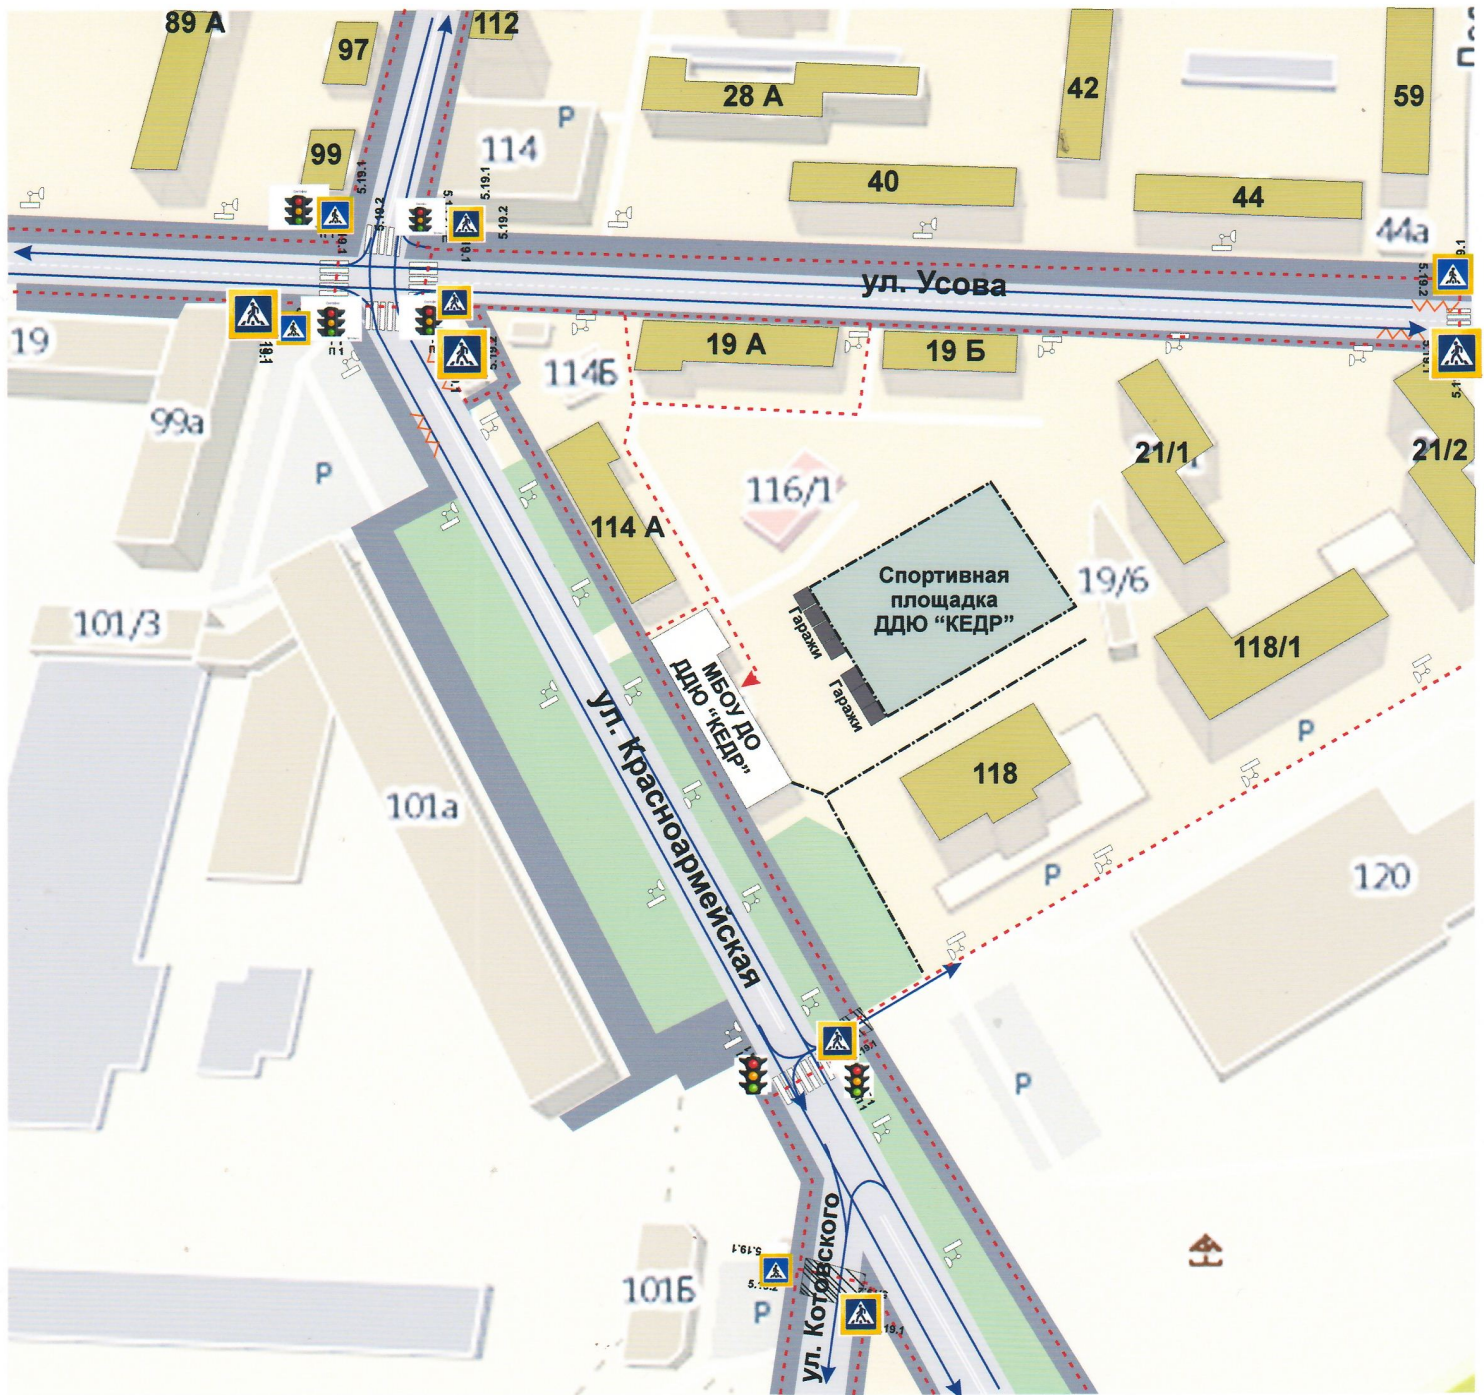 89 А
97
112
28 А
42
59
P
114
99
40
44
44а
5.19.1
5.19.2
5.19.1
5.19.2
5.19.2
ул. Усова
19
19 А
19 Б
114Б
99а
P
21/1
21/2
116/1
114 А
Спортивная
площадка
ДДЮ “КЕДР”
Гаражи
Гаражи
19/6
118/1
101/3
МБОУ ДО
ДДЮ “КЕДР”
P
ул. Красноармейская
118
101а
P
120
P
5.19.1
ул. Котовского
101Б
P
19.1